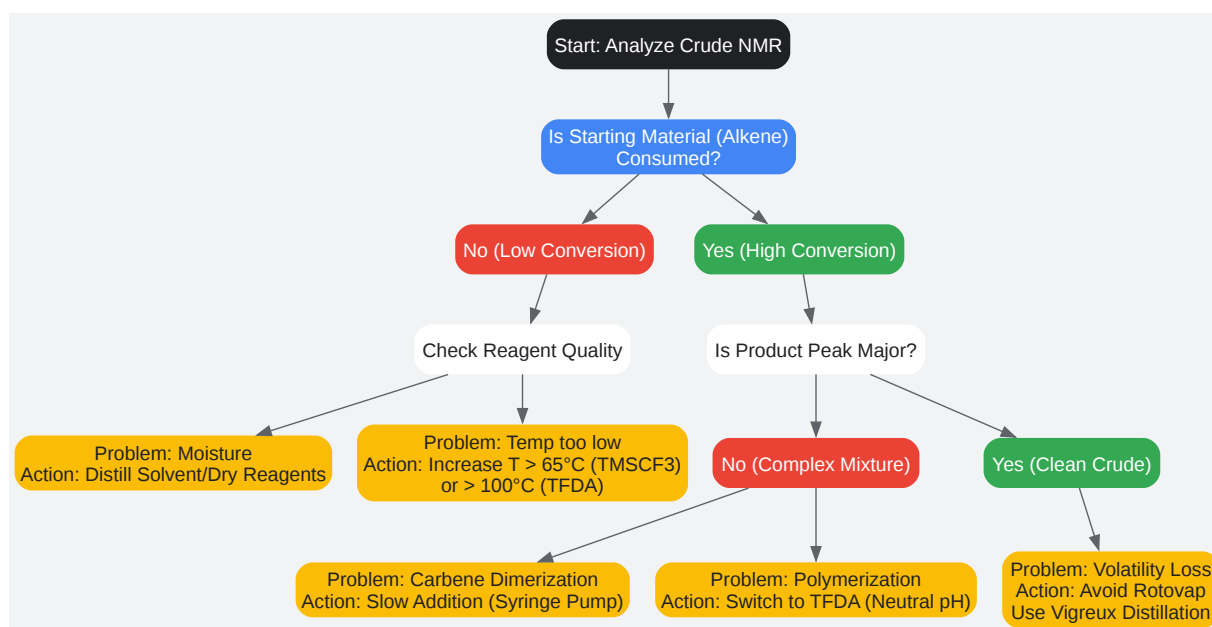 Start: Analyze Crude NMR
Is Starting Material (Alkene)
Consumed?
No (Low Conversion)
Yes (High Conversion)
Check Reagent Quality
Is Product Peak Major?
Problem: Moisture
Action: Distill Solvent/Dry Reagents
Problem: Temp too low
Action: Increase T > 65°C (TMSCF3)
or > 100°C (TFDA)
No (Complex Mixture)
Yes (Clean Crude)
Problem: Carbene Dimerization
Action: Slow Addition (Syringe Pump)
Problem: Polymerization
Action: Switch to TFDA (Neutral pH)
Problem: Volatility Loss
Action: Avoid Rotovap
Use Vigreux Distillation